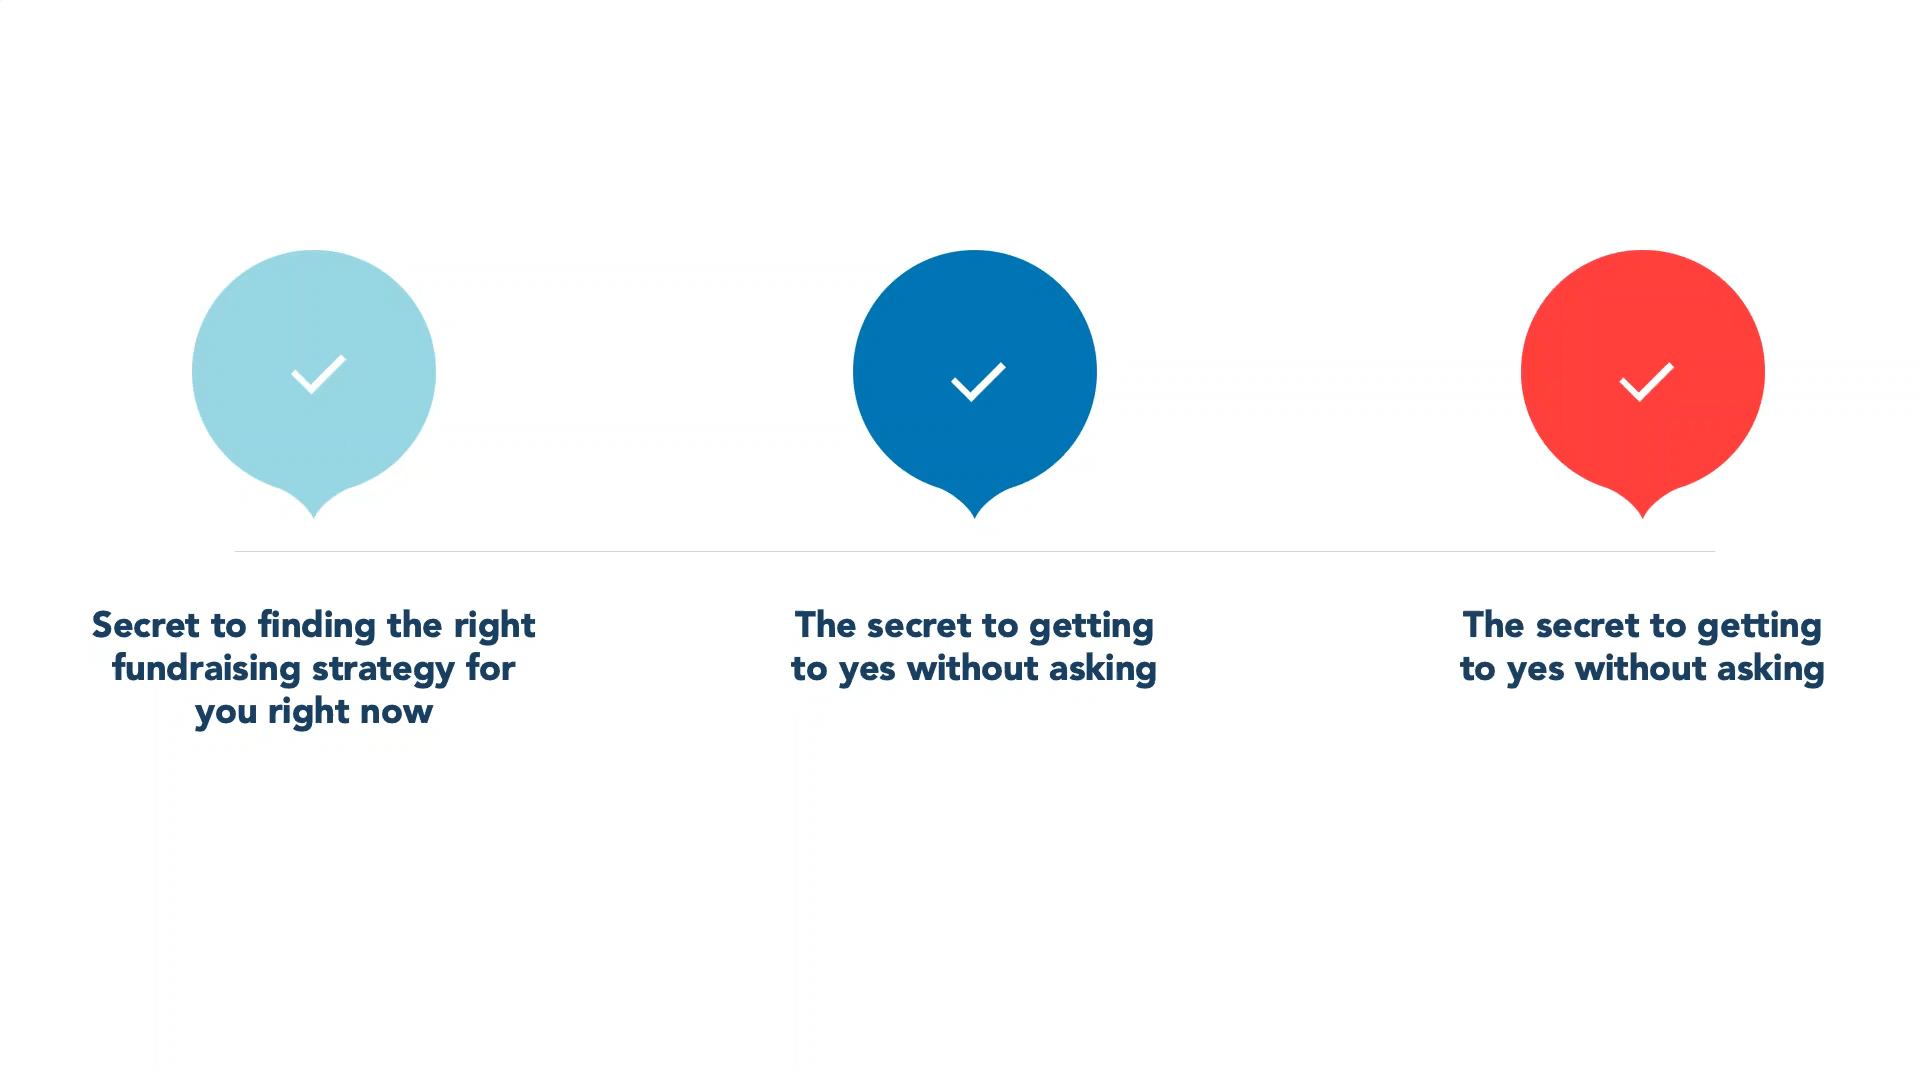 Secret to finding the right
fundraising strategy for
you right now
The secret to getting
to yes without asking
The secret to getting
to yes without asking